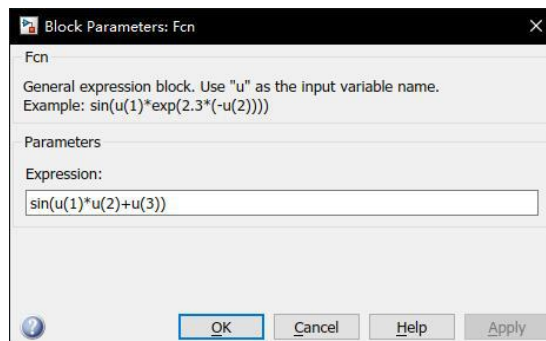 Block Parameters: Fcn
Fcn
General expression block. Use "u" as the input variable name.
Example: sin(u(1)*exp(2.3*(-u(2))))
Parameters
Expression:
sin(u(1)*u(2)+u(3))
OK Cancel Help Apply